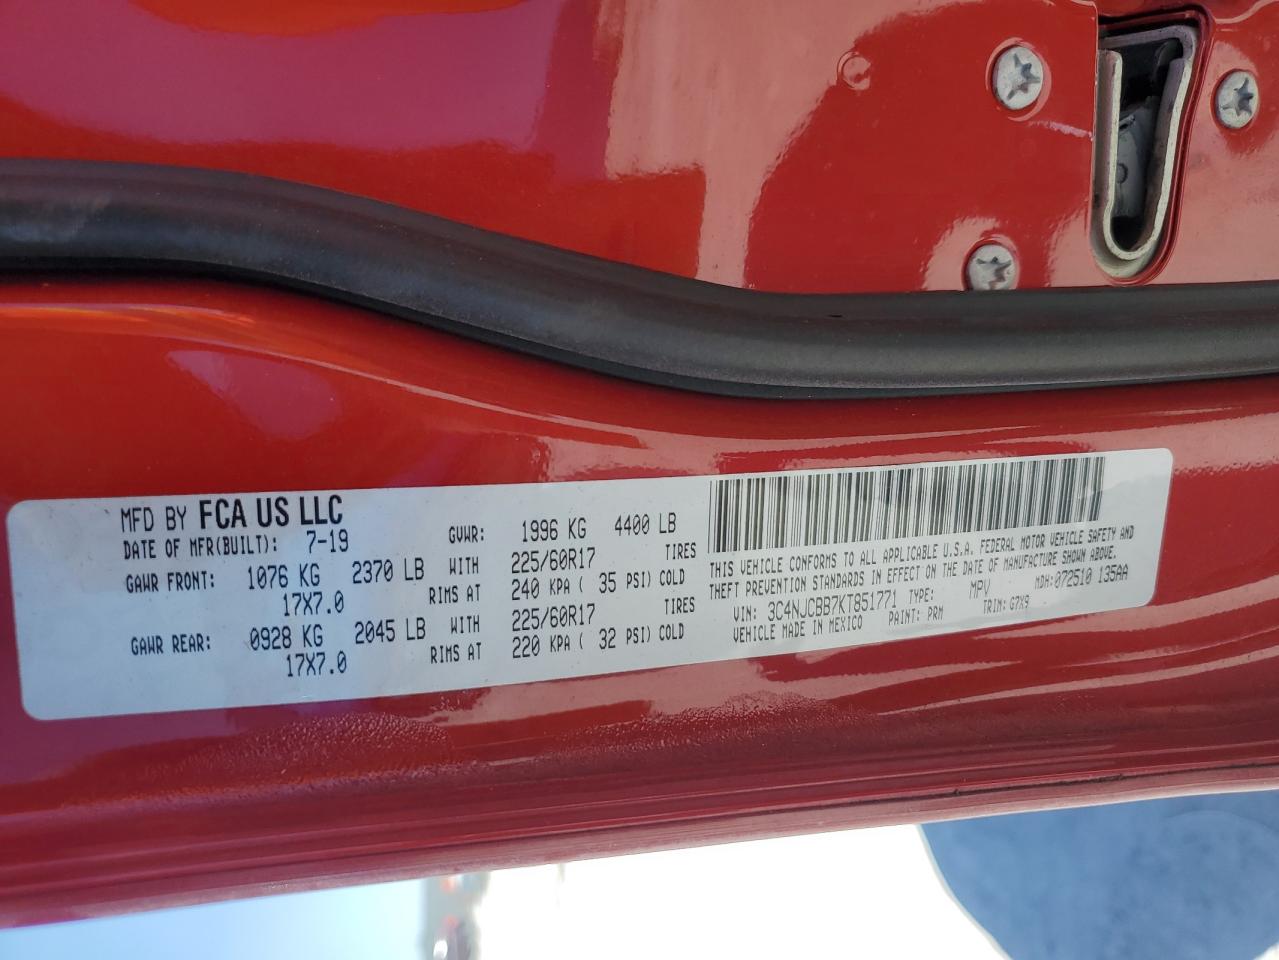 MFD BY FCA US LLC
DATE OF MFR(BUILT): 7-19 GVWR: 1996 KG 4400 LB
GAWR FRONT: 1076 KG 2370 LB WITH 225/60R17 TIRES
17X7.0 RIMS AT 240 KPA ( 35 PSI) COLD
GAWR REAR: 0928 KG 2045 LB WITH 225/60R17 TIRES
17X7.0 RIMS AT 220 KPA ( 32 PSI) COLD
THIS VEHICLE CONFORMS TO ALL APPLICABLE U.S.A. FEDERAL MOTOR VEHICLE SAFETY AND
THEFT PREVENTION STANDARDS IN EFFECT ON THE DATE OF MANUFACTURE SHOWN ABOVE.
VIN: 3C4NJCBB7KT851771 TYPE: MPV MDH:072510 135AA
VEHICLE MADE IN MEXICO PAINT: PRM TRIM: G7X9